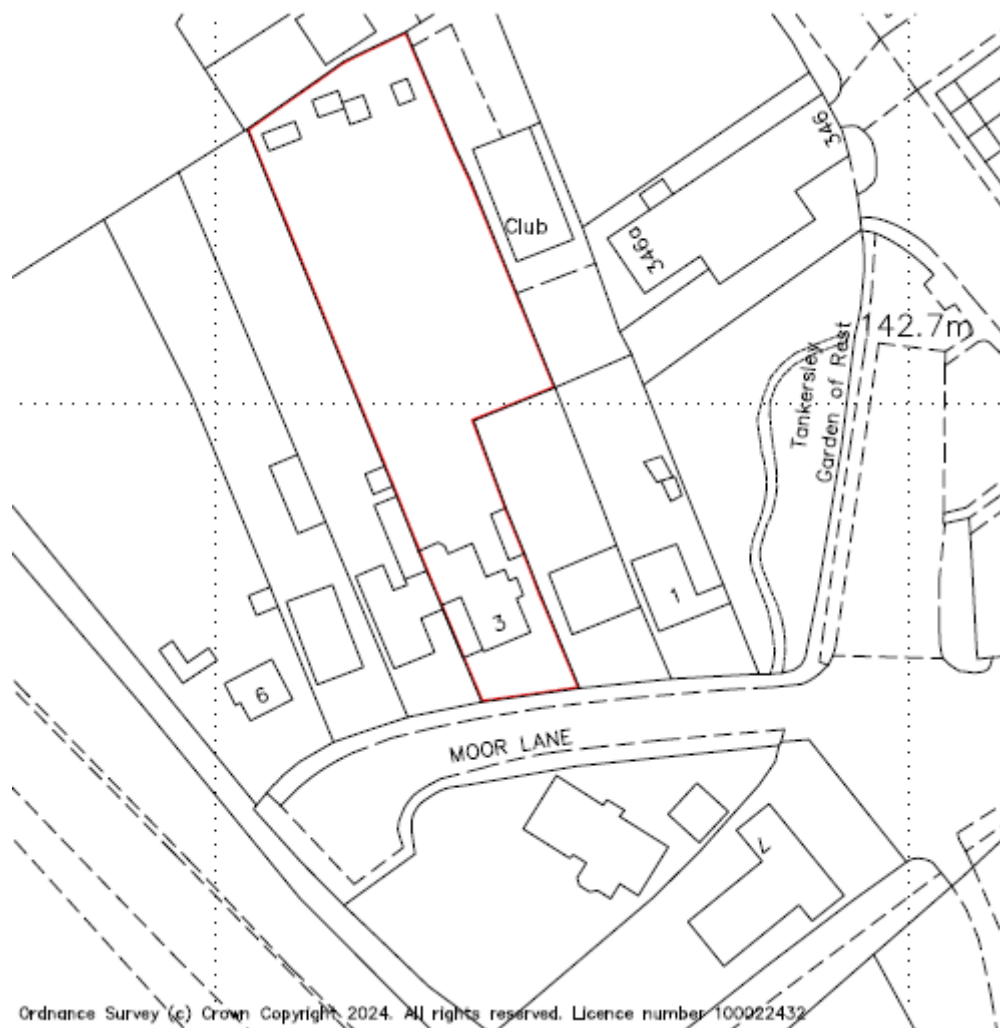 346
Club
346a
142.7m
Tankersley
Garden of Rest
1
3
6
MOOR LANE
7
Ordnance Survey (c) Crown Copyright 2024. All rights reserved. Licence number 100022432